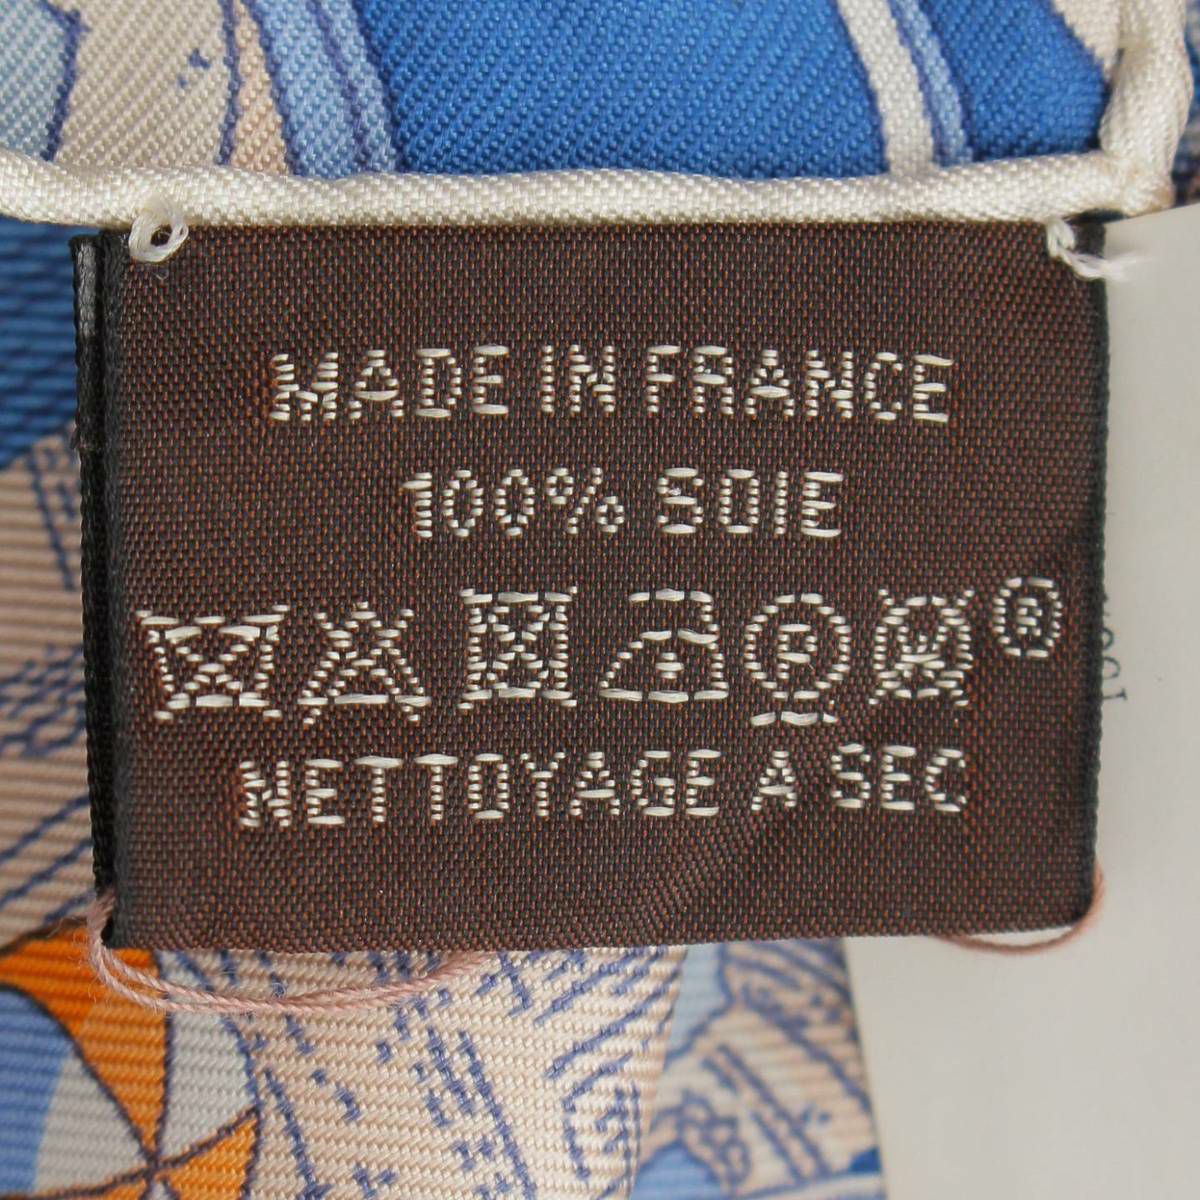 MADE IN FRANCE
100% SOIE
P
®
NETTOYAGE A SEC